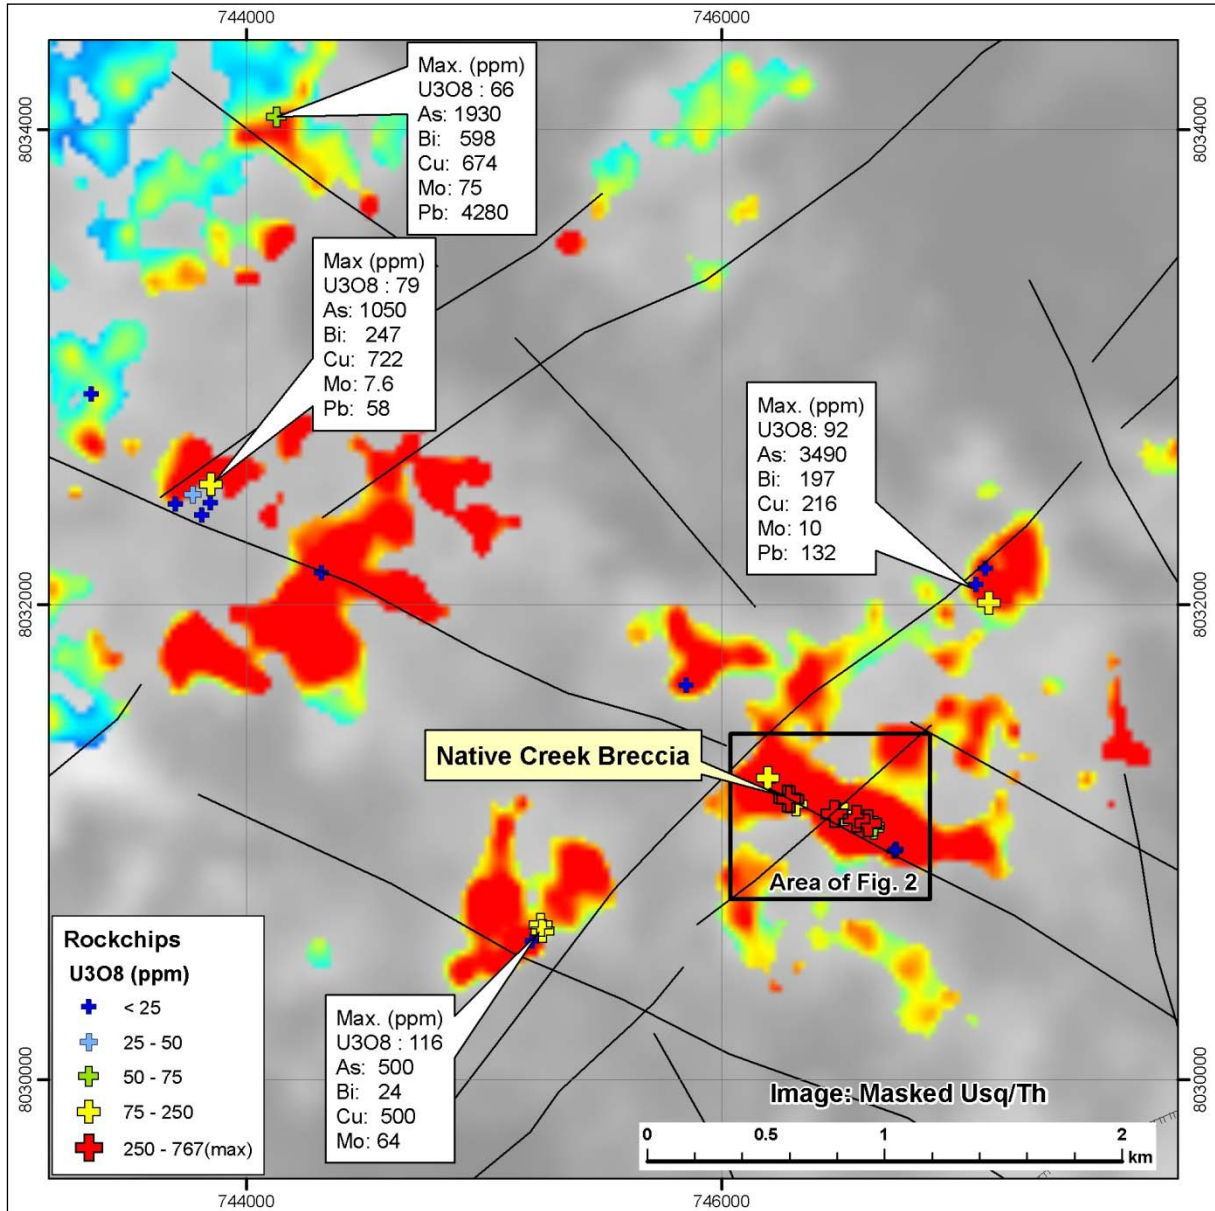 744000
746000
8034000
8034000
Max. (ppm)
U3O8 : 66
As: 1930
Bi: 598
Cu: 674
Mo: 75
Pb: 4280
Max (ppm)
U3O8 : 79
As: 1050
Bi: 247
Cu: 722
Mo: 7.6
Pb: 58
Max. (ppm)
U3O8: 92
As: 3490
Bi: 197
Cu: 216
Mo: 10
Pb: 132
8032000
8032000
Native Creek Breccia
Area of Fig. 2
Rockchips
U3O8 (ppm)
< 25
25 - 50
50 - 75
75 - 250
250 - 767(max)
Max. (ppm)
U3O8 : 116
As: 500
Bi: 24
Cu: 500
Mo: 64
8030000
8030000
Image: Masked Usq/Th
0 0.5 1 2
km
744000
746000